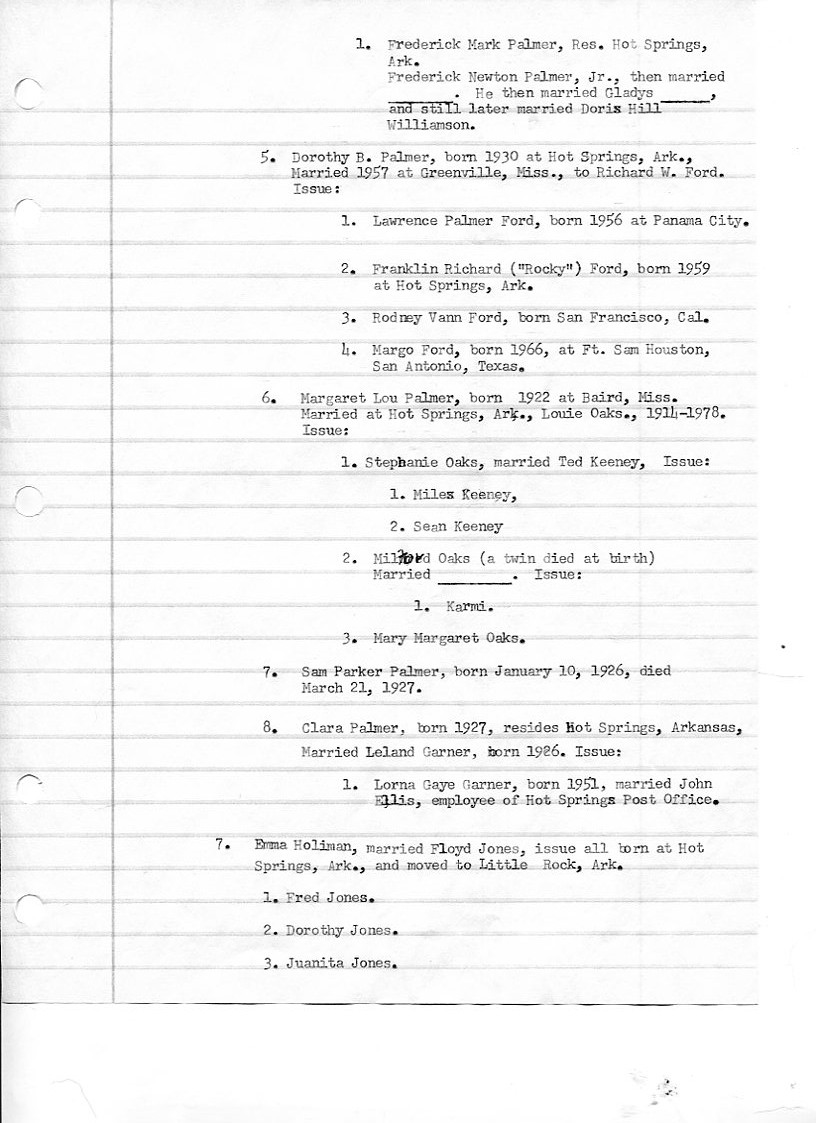 1. Frederick Mark Palmer, Res. Hot Springs,
Ark.
Frederick Newton Palmer, Jr., then married
________. He then married Gladys ______,
and still later married Doris Hill
Williamson.
5. Dorothy B. Palmer, born 1930 at Hot Springs, Ark.,
Married 1957 at Greenville, Miss., to Richard W. Ford.
Issue:
1. Lawrence Palmer Ford, born 1956 at Panama City.
2. Franklin Richard ("Rocky") Ford, born 1959
at Hot Springs, Ark.
3. Rodney Vann Ford, born San Francisco, Cal.
4. Margo Ford, born 1966, at Ft. Sam Houston,
San Antonio, Texas.
6. Margaret Lou Palmer, born 1922 at Baird, Miss.
Married at Hot Springs, Ark., Louie Oaks., 1914-1978.
Issue:
1. Stephanie Oaks, married Ted Keeney, Issue:
1. Miles Keeney,
2. Sean Keeney
2. Oaks (a twin died at birth)
Married ________. Issue:
1. Karmi.
3. Mary Margaret Oaks.
7. Sam Parker Palmer, born January 10, 1926, died
March 21, 1927.
8. Clara Palmer, born 1927, resides Hot Springs, Arkansas,
Married Leland Garner, born 1926. Issue:
1. Lorna Gaye Garner, born 1951, married John
Ellis, employee of Hot Springs Post Office.
7. Emma Holiman, married Floyd Jones, issue all born at Hot
Springs, Ark., and moved to Little Rock, Ark.
1. Fred Jones.
2. Dorothy Jones.
3. Juanita Jones.